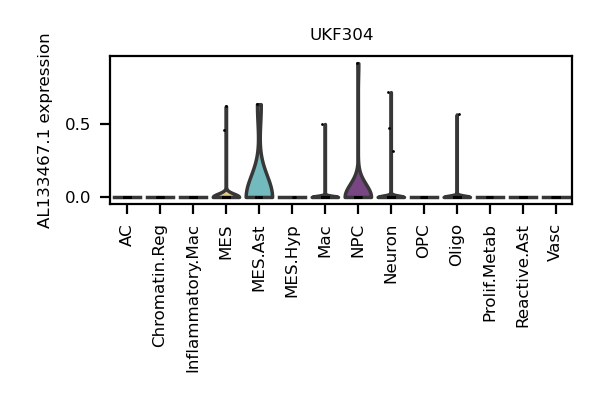 UKF304
AL133467.1 expression
0.5
0.0
AC
Chromatin.Reg
Inflammatory.Mac
MES
MES.Ast
MES.Hyp
Mac
NPC
Neuron
OPC
Oligo
Prolif.Metab
Reactive.Ast
Vasc